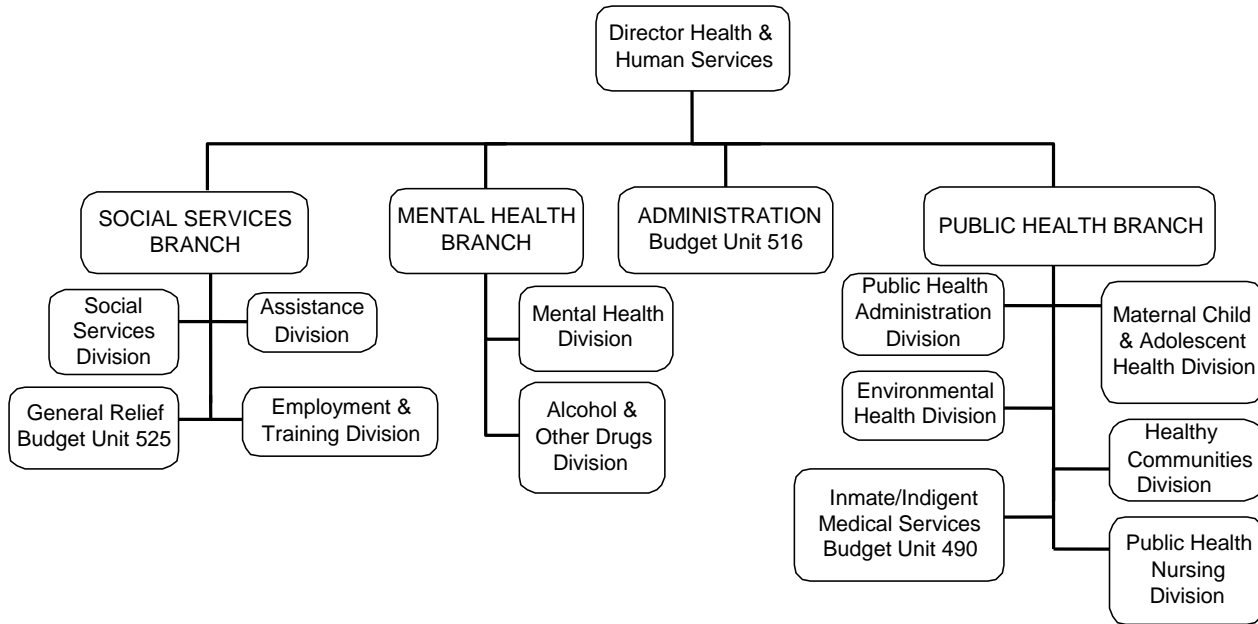 Director Health &
Human Services
SOCIAL SERVICES
BRANCH
MENTAL HEALTH
BRANCH
ADMINISTRATION
Budget Unit 516
PUBLIC HEALTH BRANCH
Social
Services
Division
Assistance
Division
General Relief
Budget Unit 525
Employment &
Training Division
Mental Health
Division
Alcohol &
Other Drugs
Division
Public Health
Administration
Division
Maternal Child
& Adolescent
Health Division
Environmental
Health Division
Healthy
Communities
Division
Inmate/Indigent
Medical Services
Budget Unit 490
Public Health
Nursing
Division